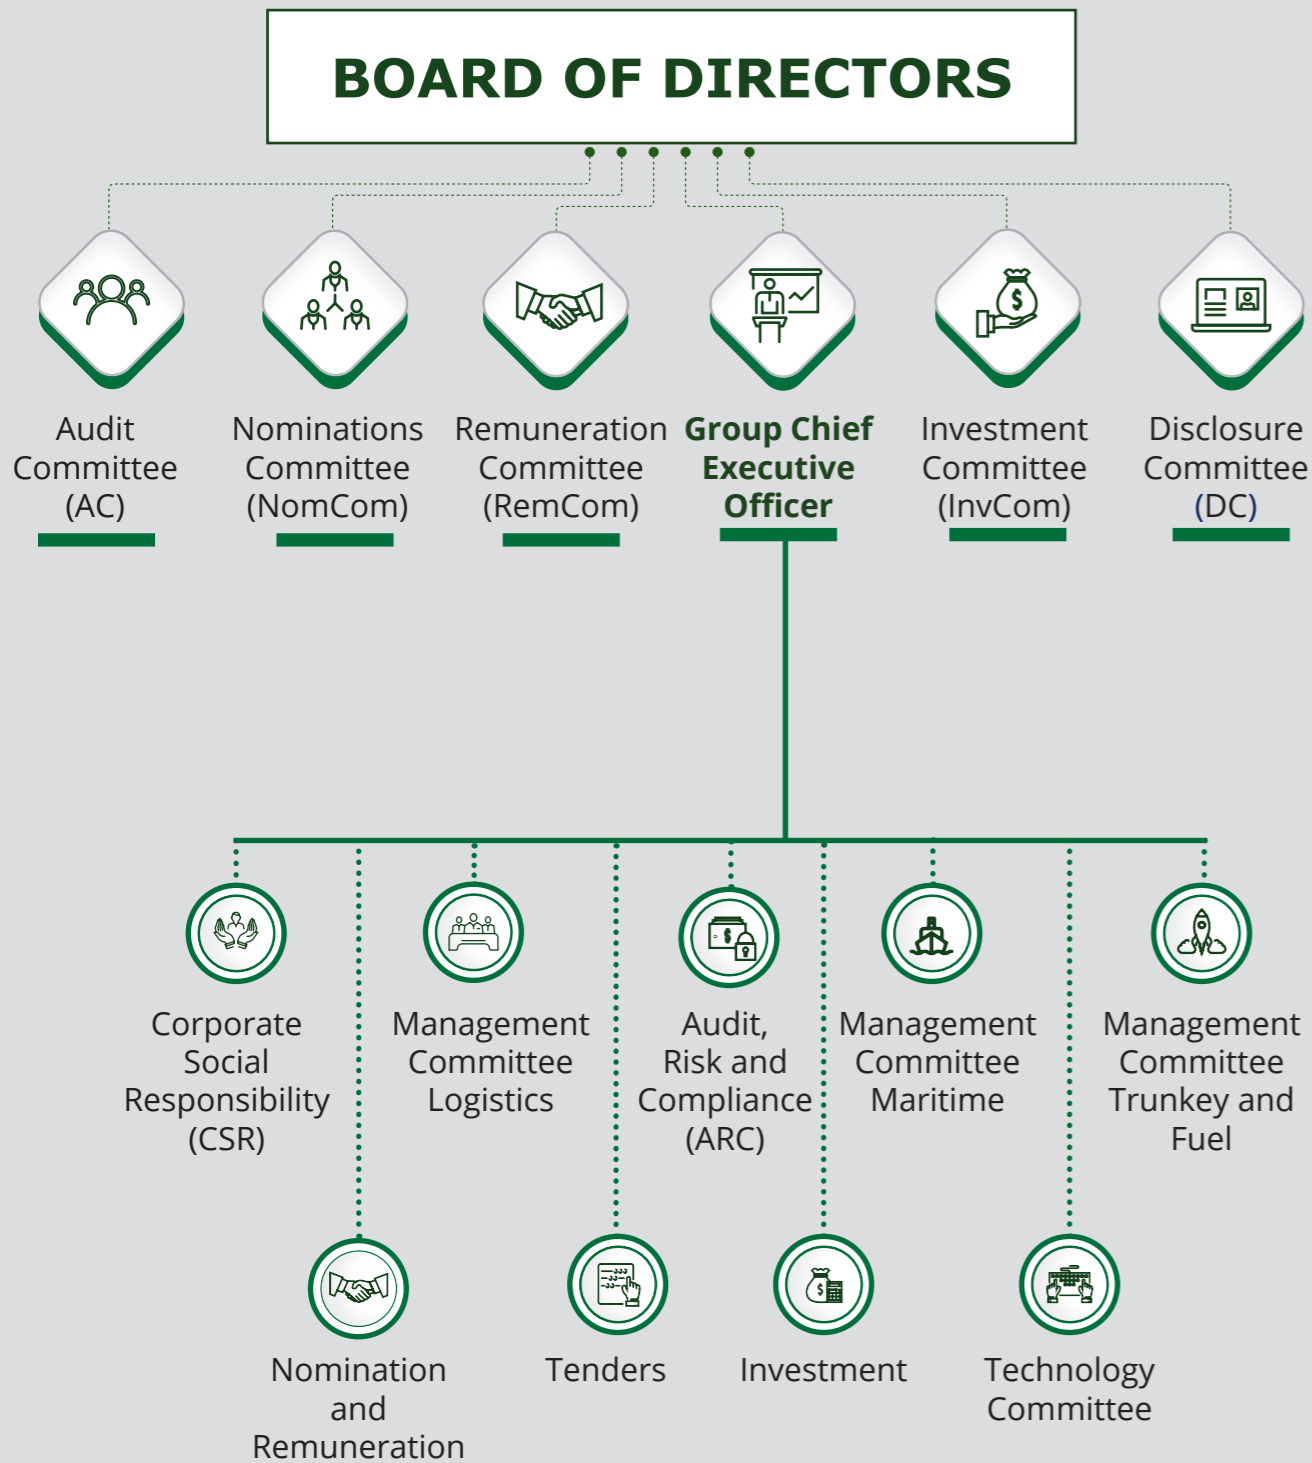 BOARD OF DIRECTORS
Audit
Committee
(AC)
Nominations
Committee
(NomCom)
Remuneration
Committee
(RemCom)
Group Chief
Executive
Officer
Investment
Committee
(InvCom)
Disclosure
Committee
(DC)
Corporate
Social
Responsibility
(CSR)
Management
Committee
Logistics
Audit,
Risk and
Compliance
(ARC)
Management
Committee
Maritime
Management
Committee
Trunkey and
Fuel
Nomination
and
Remuneration
Tenders
Investment
Technology
Committee